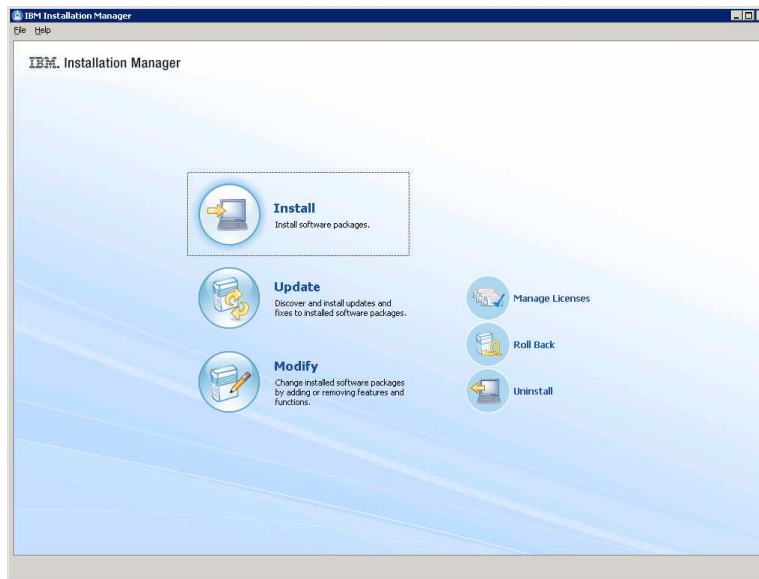 IBM Installation Manager
File Help
IBM. Installation Manager
Install
Install software packages.
Update
Discover and install updates and
fixes to installed software packages.
Modify
Change installed software packages
by adding or removing features and
functions.
Manage Licenses
Roll Back
Uninstall